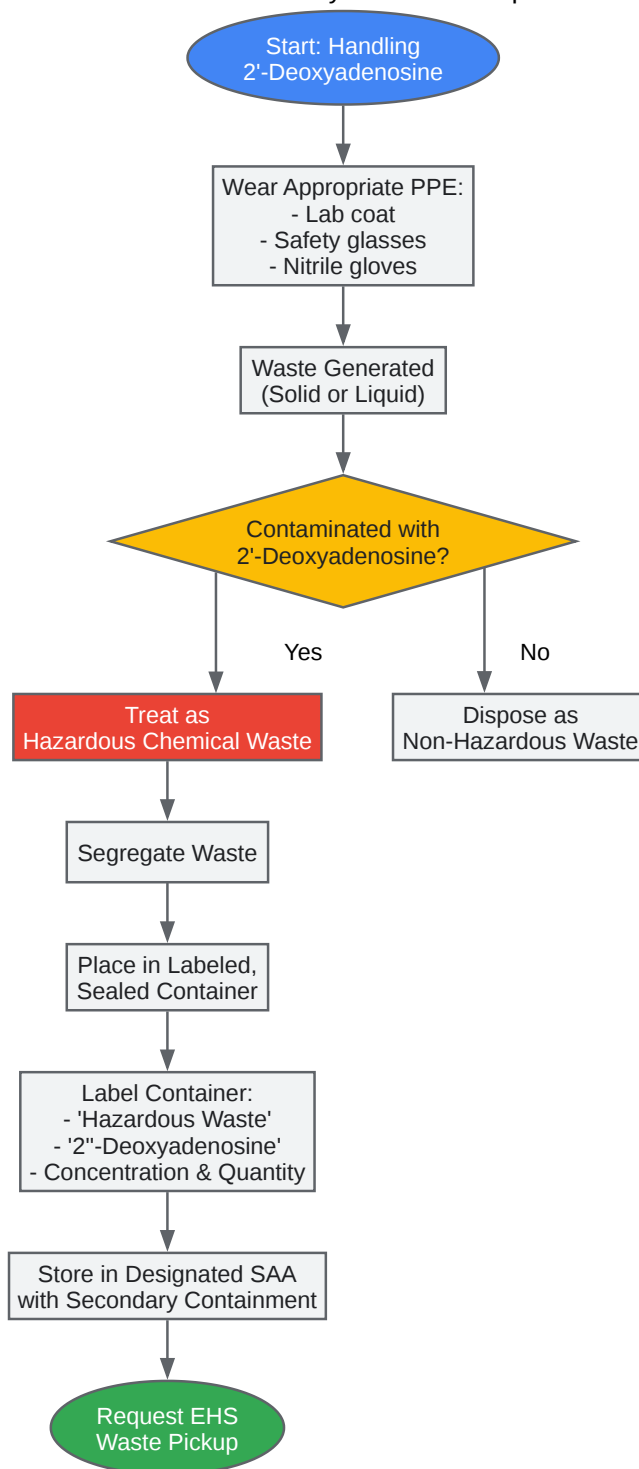 Start: Handling
2'-Deoxyadenosine
Wear Appropriate PPE:
- Lab coat
- Safety glasses
- Nitrile gloves
Waste Generated
(Solid or Liquid)
Contaminated with
2'-Deoxyadenosine?
Yes
No
Treat as
Hazardous Chemical Waste
Dispose as
Non-Hazardous Waste
Segregate Waste
Place in Labeled,
Sealed Container
Label Container:
- 'Hazardous Waste'
- '2''-Deoxyadenosine'
- Concentration & Quantity
Store in Designated SAA
with Secondary Containment
Request EHS
Waste Pickup